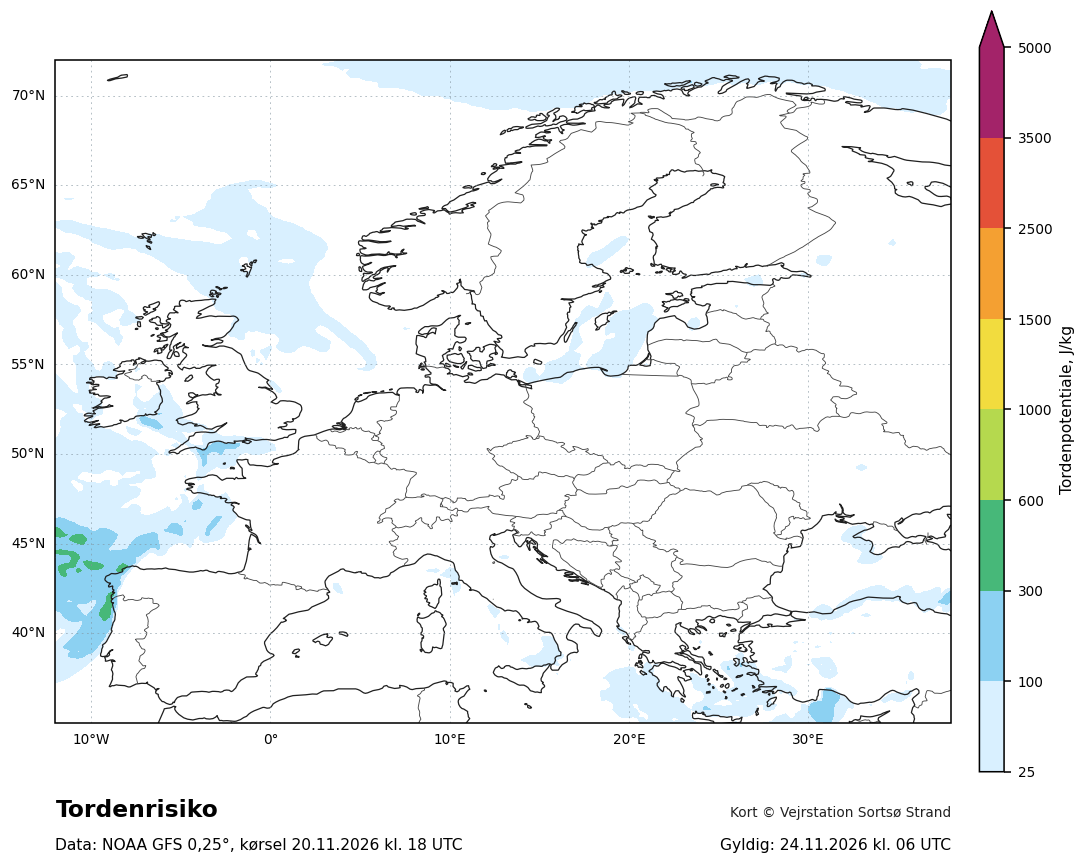 70°N
65°N
60°N
55°N
50°N
45°N
40°N
10°W
0°
10°E
20°E
30°E
5000
3500
2500
1500
1000
600
300
100
25
Tordenpotentiale, J/kg
Tordenrisiko
Kort © Vejrstation Sortsø Strand
Data: NOAA GFS 0,25°, kørsel 20.11.2026 kl. 18 UTC
Gyldig: 24.11.2026 kl. 06 UTC